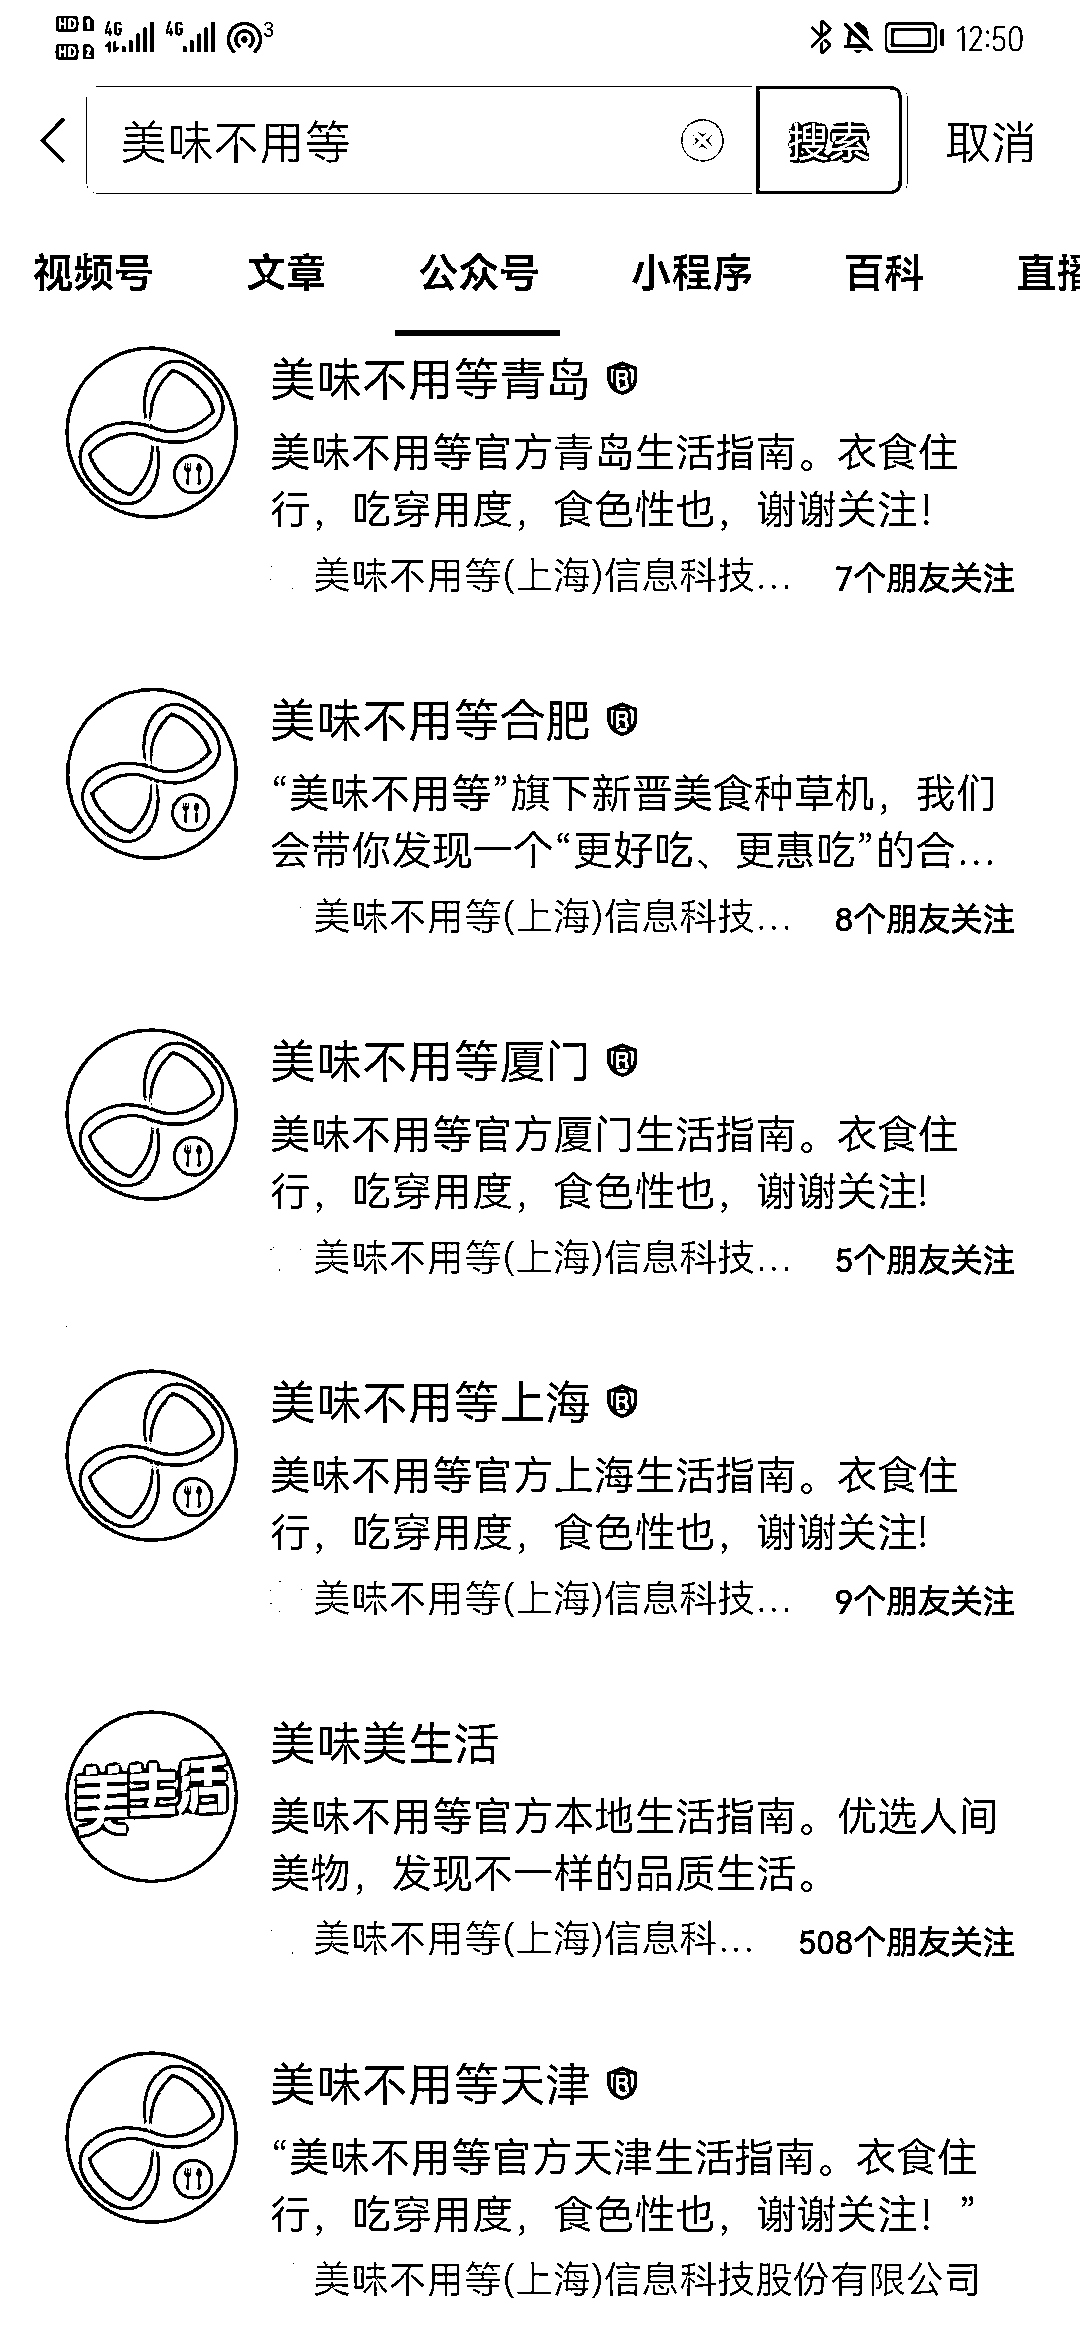 HD 1 4G 4G 3 12:50
HD 2
美味不用等 搜索 取消
视频号 文章 公众号 小程序 百科 直播
美味不用等青岛 ®
美味不用等官方青岛生活指南。衣食住
行，吃穿用度，食色性也，谢谢关注！
美味不用等(上海)信息科技... 7个朋友关注
美味不用等合肥 ®
“美味不用等”旗下新晋美食种草机，我们
会带你发现一个“更好吃、更惠吃”的合...
美味不用等(上海)信息科技... 8个朋友关注
美味不用等厦门 ®
美味不用等官方厦门生活指南。衣食住
行，吃穿用度，食色性也，谢谢关注!
美味不用等(上海)信息科技... 5个朋友关注
美味不用等上海 ®
美味不用等官方上海生活指南。衣食住
行，吃穿用度，食色性也，谢谢关注!
美味不用等(上海)信息科技... 9个朋友关注
美生活
美味美生活
美味不用等官方本地生活指南。优选人间
美物，发现不一样的品质生活。
美味不用等(上海)信息科... 508个朋友关注
美味不用等天津 ®
“美味不用等官方天津生活指南。衣食住
行，吃穿用度，食色性也，谢谢关注！”
美味不用等(上海)信息科技股份有限公司